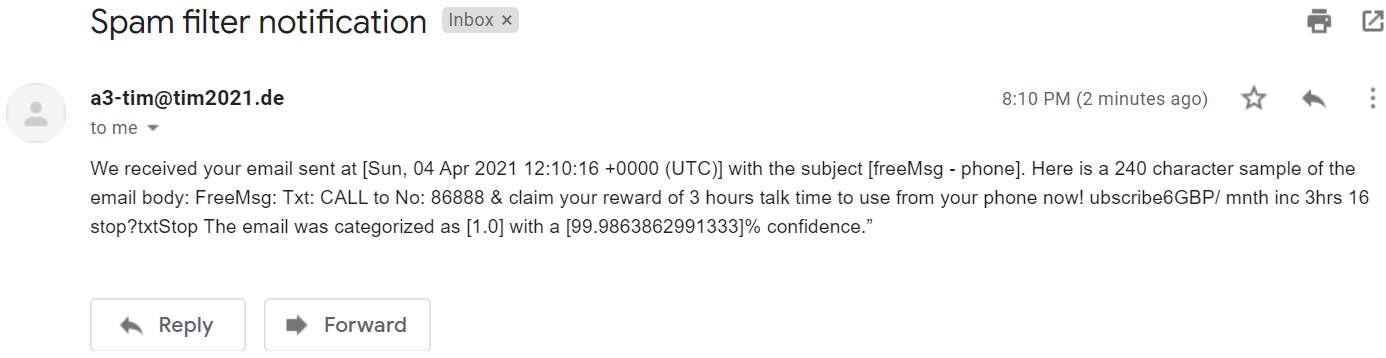 Spam filter notification Inbox ×
a3-tim@tim2021.de 8:10 PM (2 minutes ago)
to me
We received your email sent at [Sun, 04 Apr 2021 12:10:16 +0000 (UTC)] with the subject [freeMsg - phone]. Here is a 240 character sample of the
email body: FreeMsg: Txt: CALL to No: 86888 & claim your reward of 3 hours talk time to use from your phone now! ubscribe6GBP/ mnth inc 3hrs 16
stop?txtStop The email was categorized as [1.0] with a [99.9863862991333]% confidence.”
Reply Forward